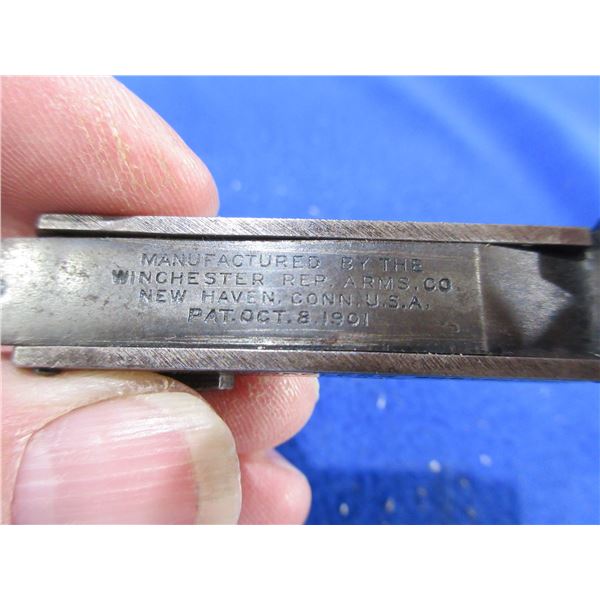 MANUFACTURED BY THE
WINCHESTER REP. ARMS. CO.
NEW HAVEN. CONN. U.S.A.
PAT. OCT. 8. 1901